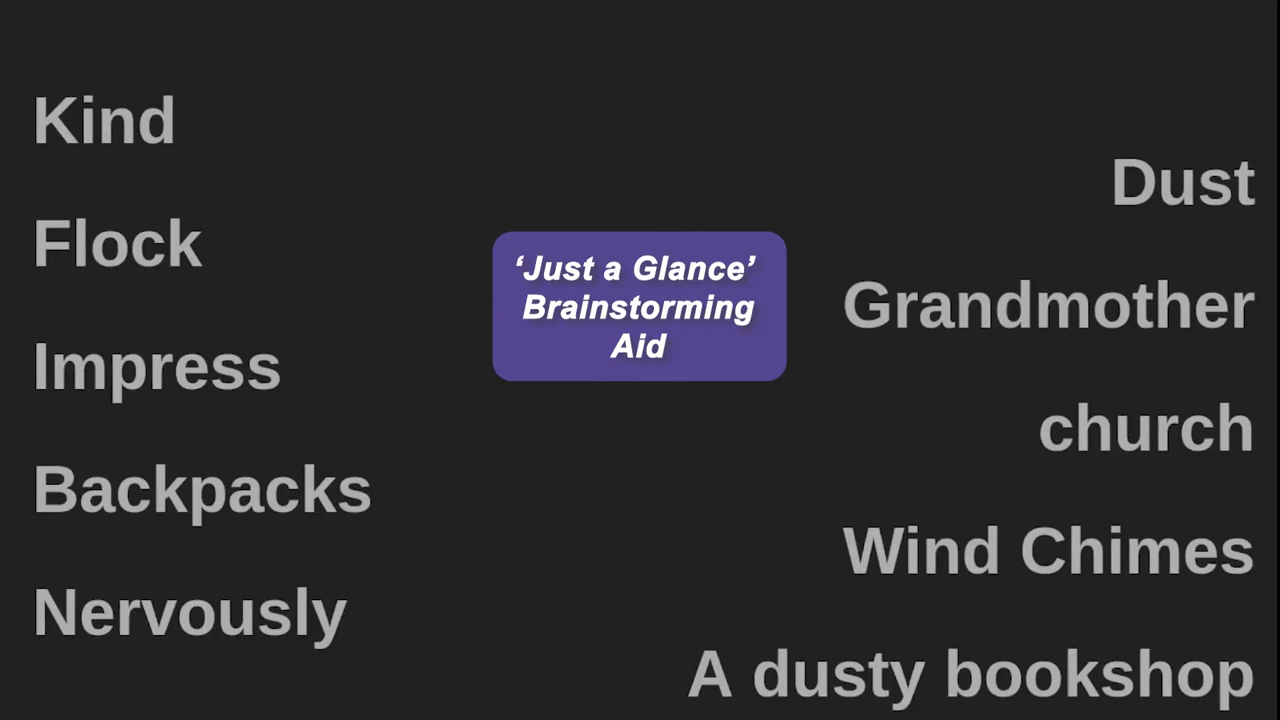 Kind
Flock
Impress
Backpacks
Nervously
‘Just a Glance’
Brainstorming
Aid
Dust
Grandmother
church
Wind Chimes
A dusty bookshop